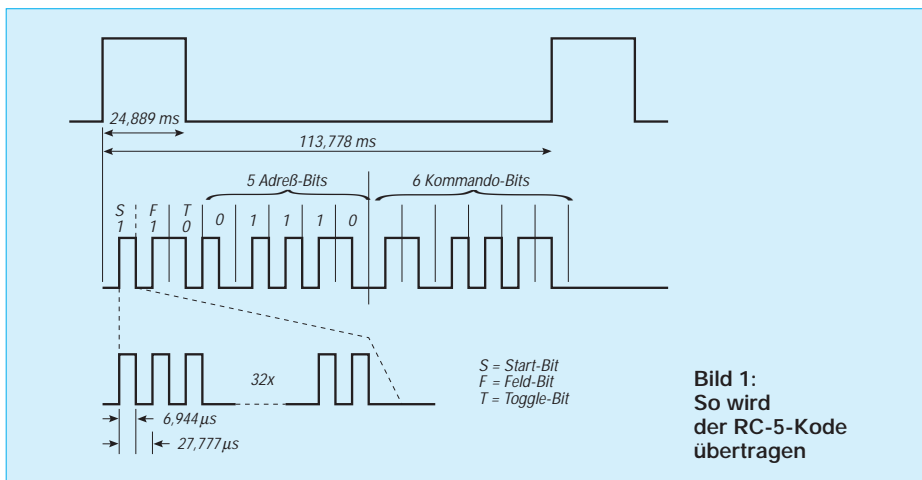 24,889 ms
113,778 ms
5 Adreß-Bits
6 Kommando-Bits
S F T
1 1 0 0 1 1 1 0
32x
S = Start-Bit
F = Feld-Bit
T = Toggle-Bit
6,944 µs
27,777 µs
Bild 1:
So wird
der RC-5-Kode
übertragen